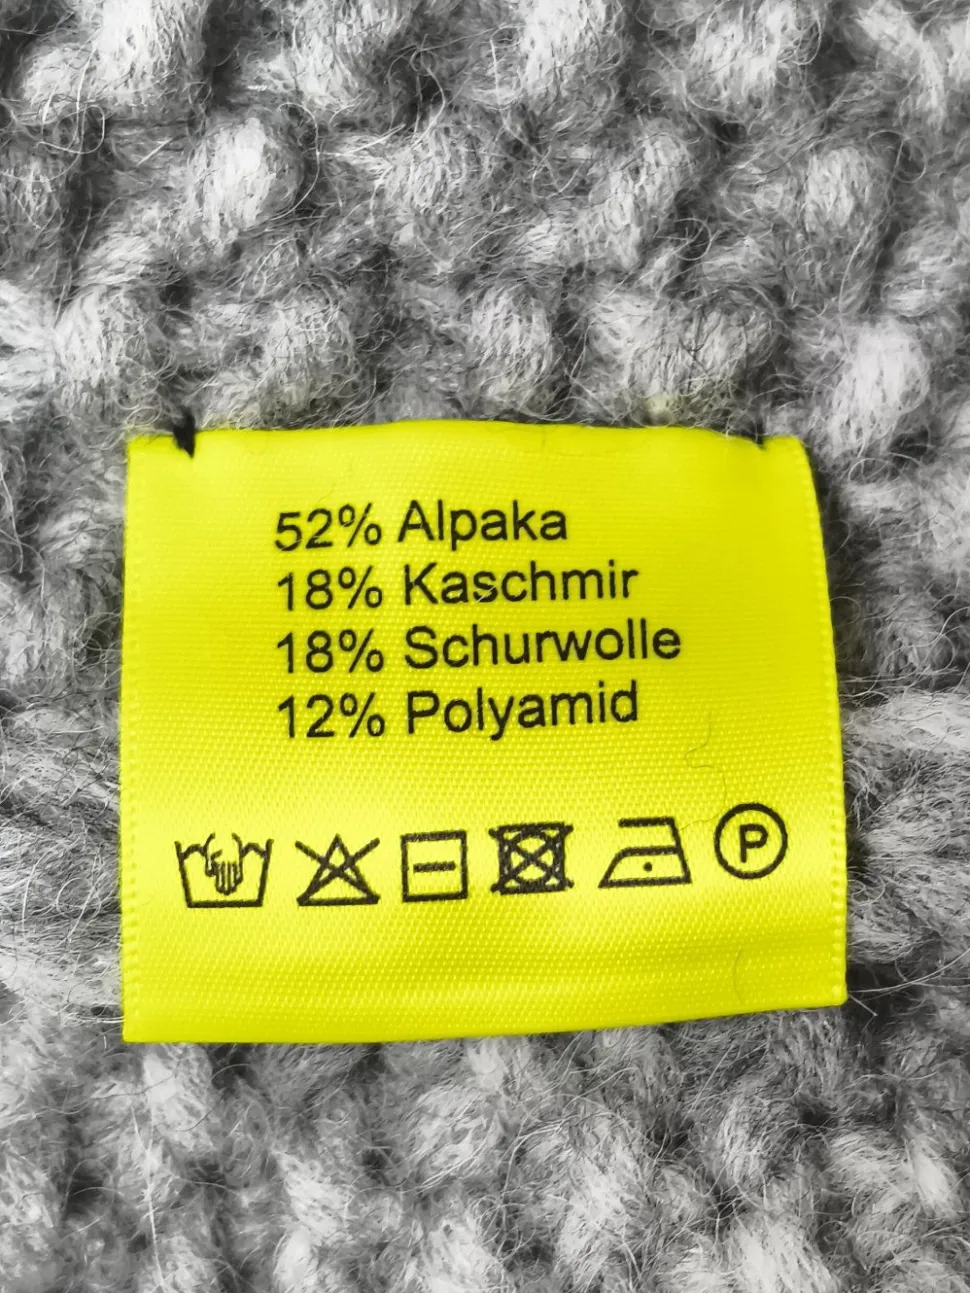 52% Alpaka
18% Kaschmir
18% Schurwolle
12% Polyamid
P